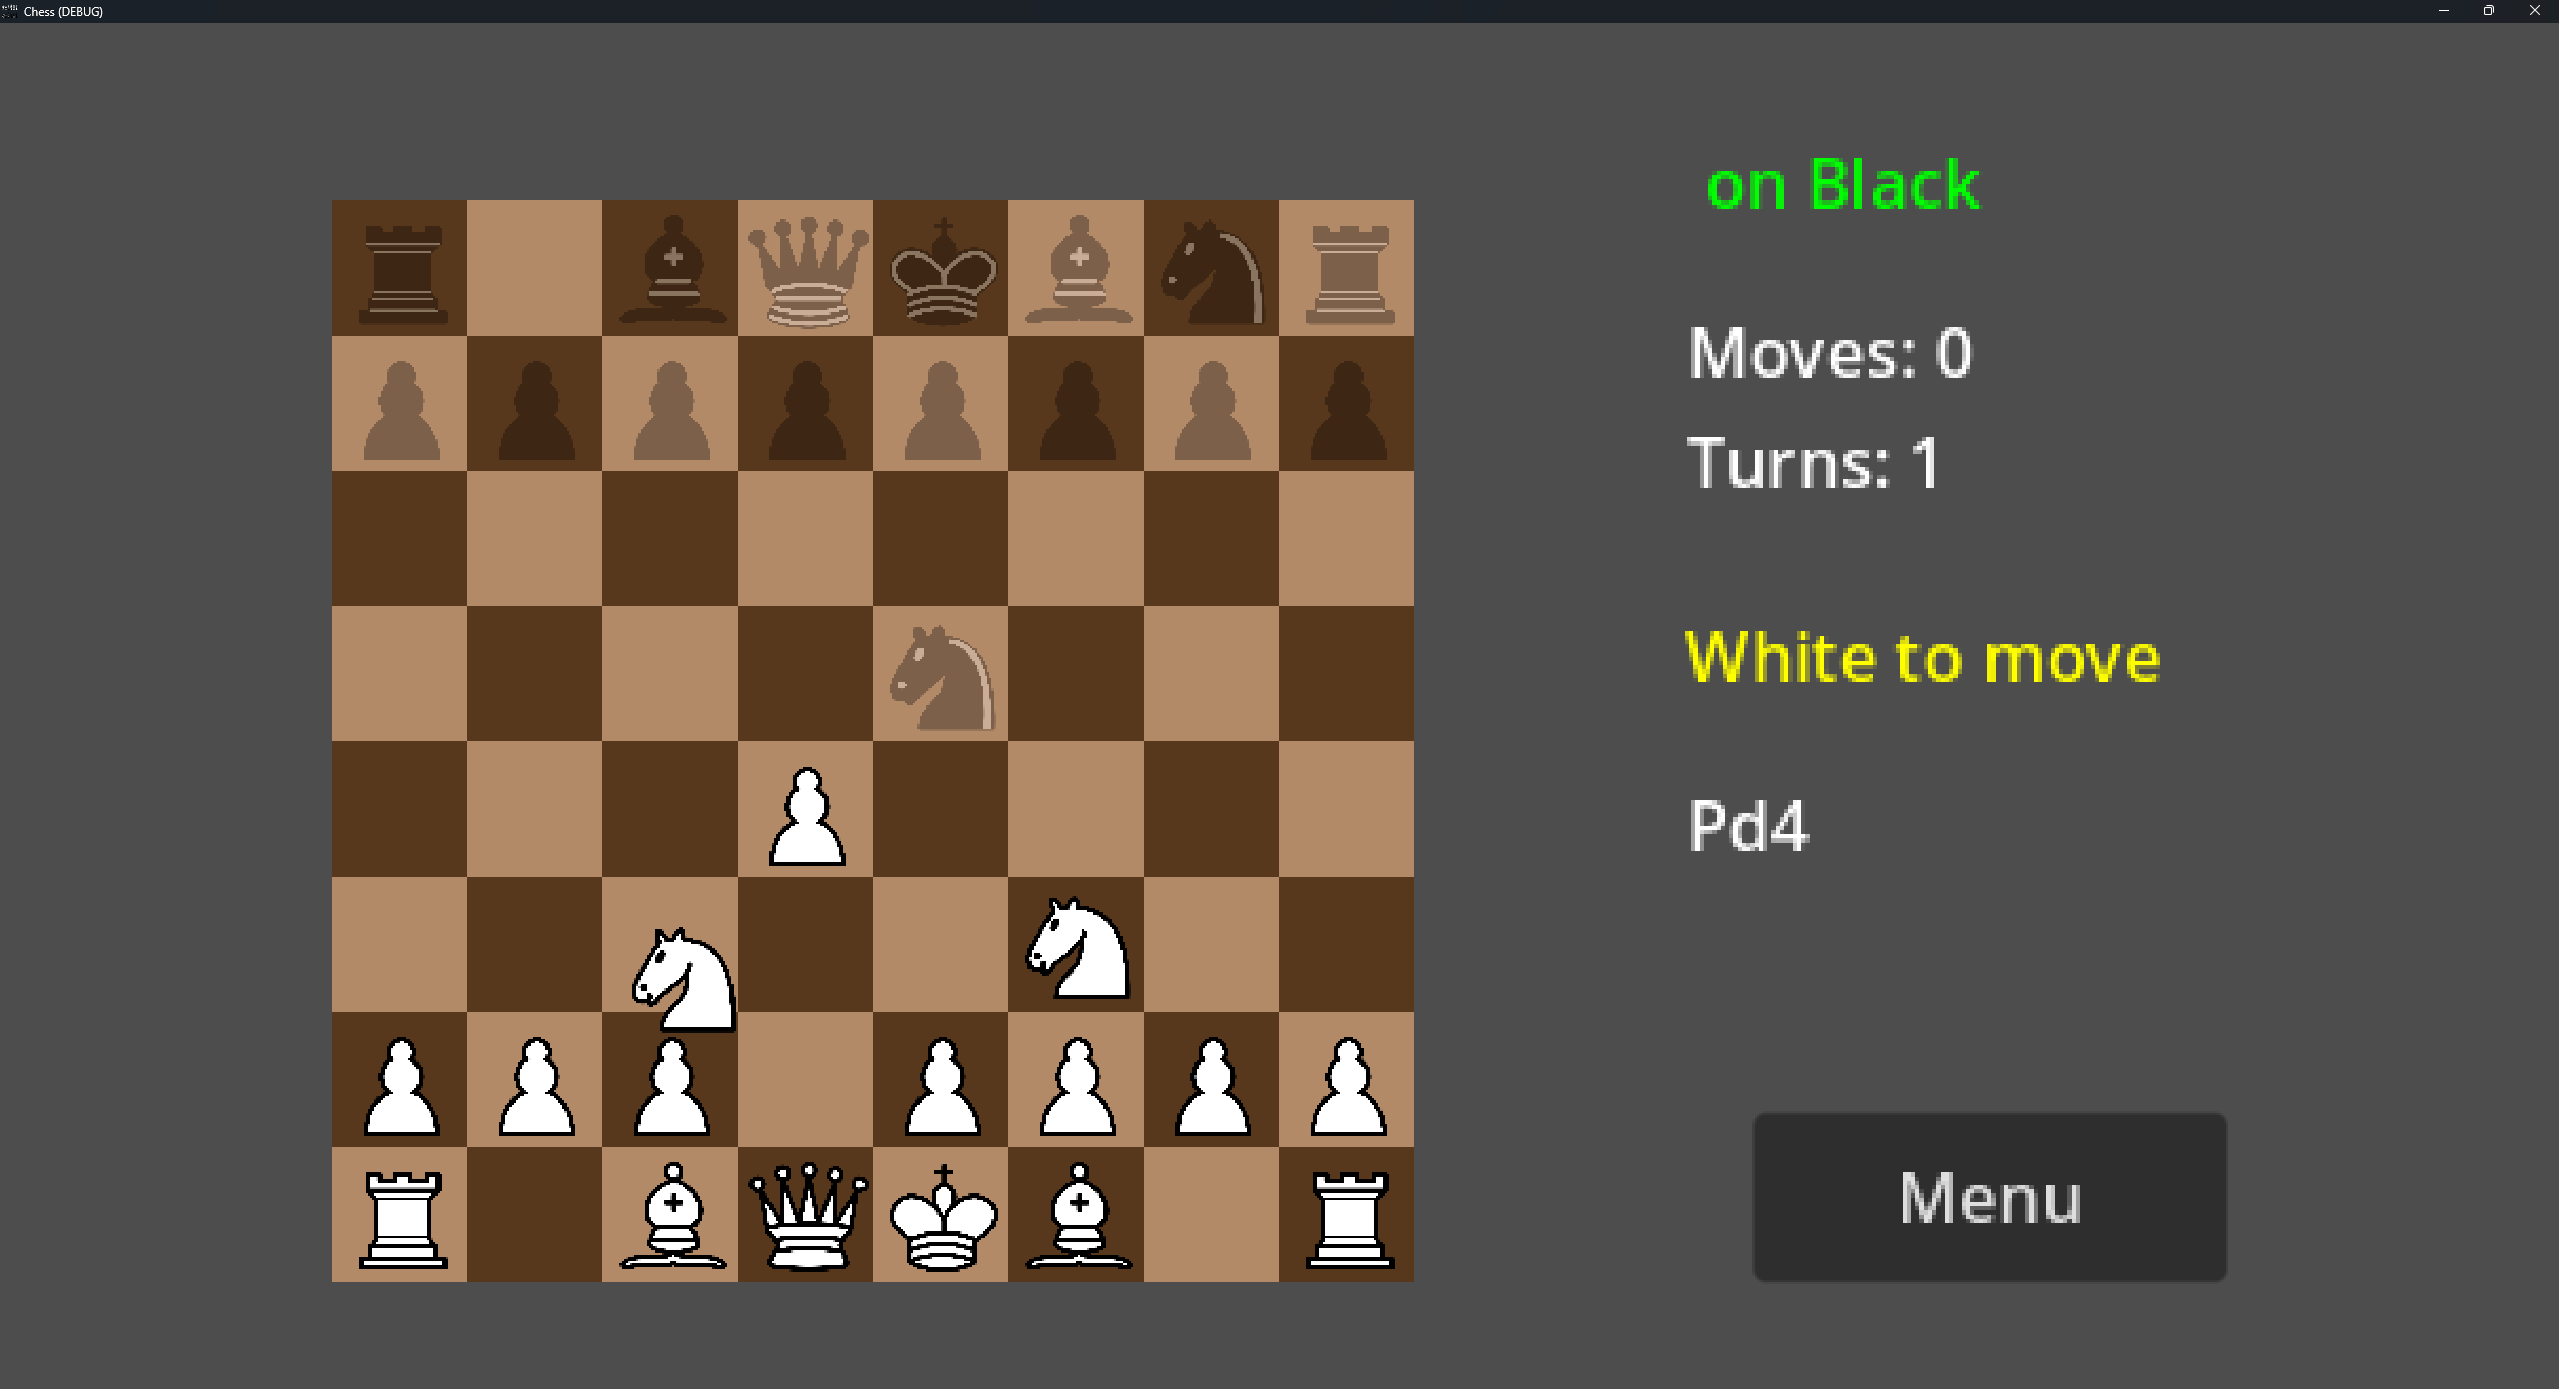 Chess (DEBUG)
on Black
Moves: 0
Turns: 1
White to move
Pd4
Menu